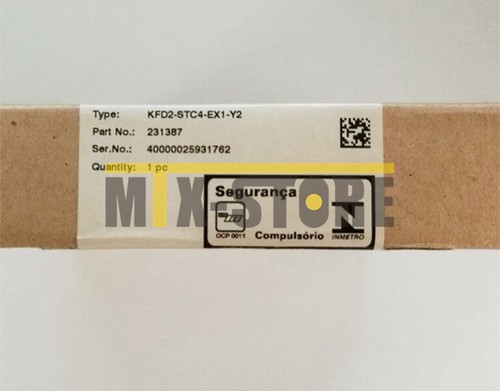 Type: KFD2-STC4-EX1-Y2
Part No.: 231387
Ser.No.: 40000025931762
Quantity: 1 pc
MTX-STORE
Segurança
OCP 0011
Compulsório
INMETRO